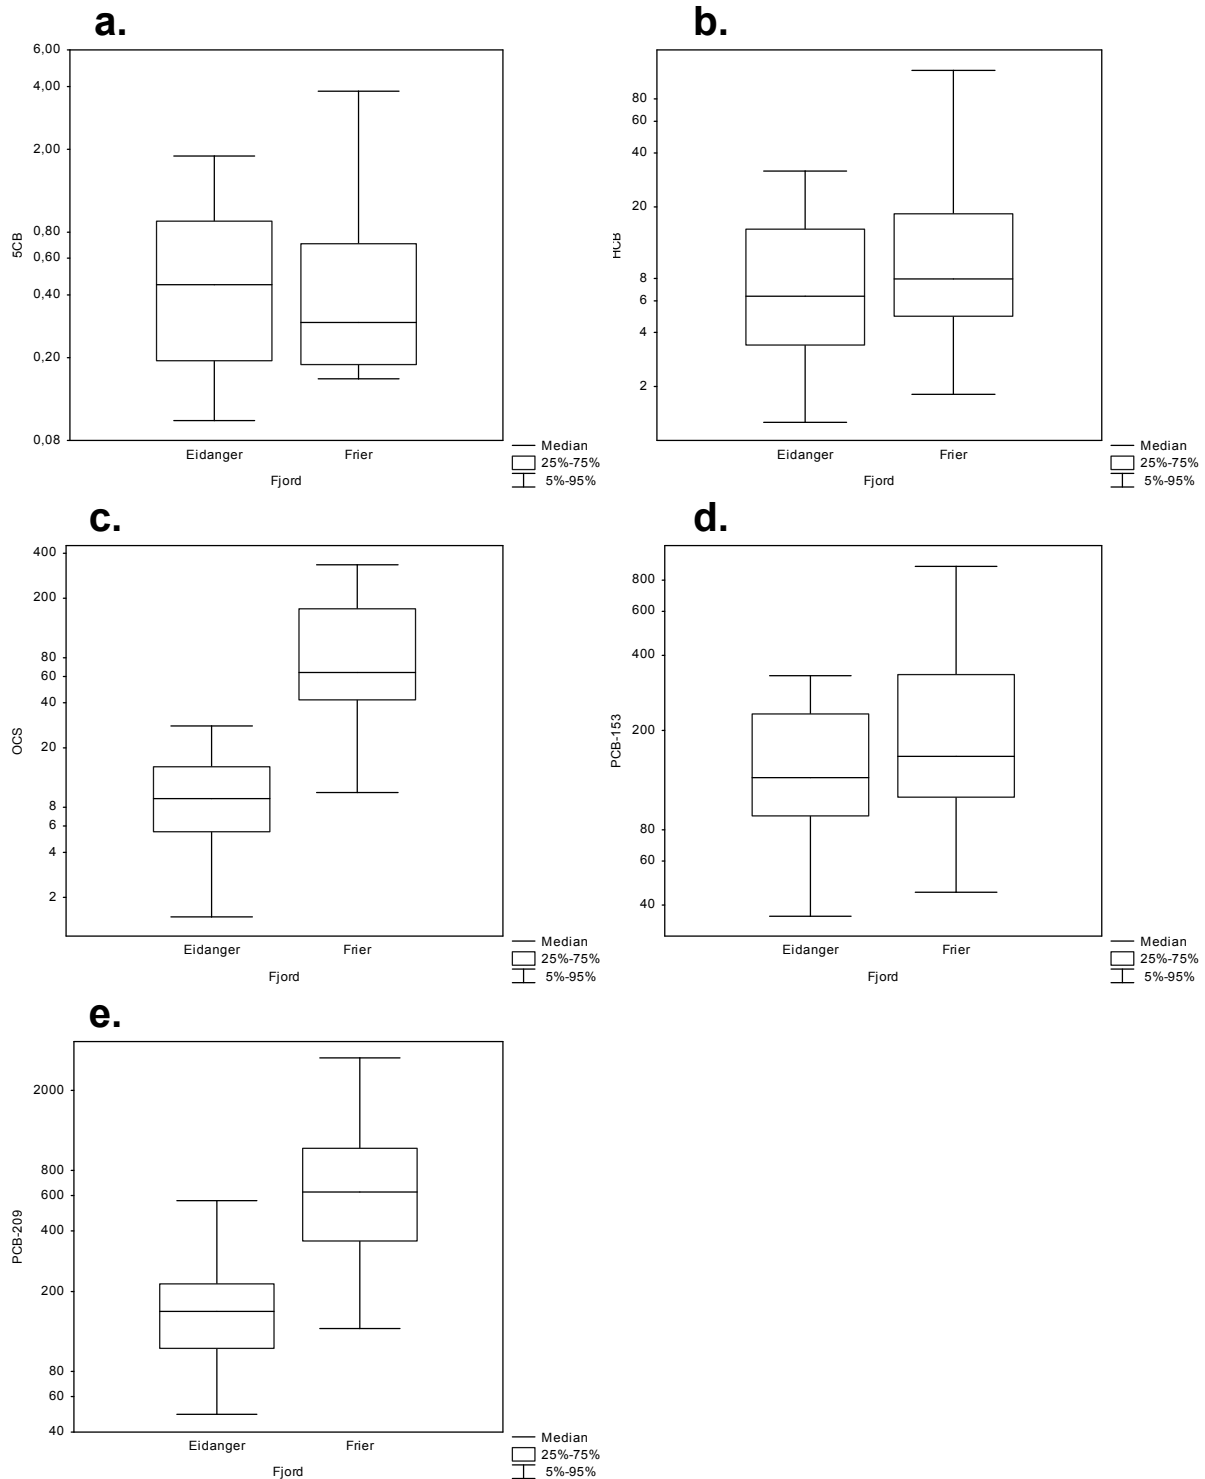 a.
6,00
4,00
2,00
0,80
0,60
0,40
0,20
0,08
5CB
Eidanger Frier
Fjord
Median
25%-75%
5%-95%
b.
80
60
40
20
8
6
4
2
HCB
Eidanger Frier
Fjord
Median
25%-75%
5%-95%
c.
400
200
80
60
40
20
8
6
4
2
OCS
Eidanger Frier
Fjord
Median
25%-75%
5%-95%
d.
800
600
400
200
80
60
40
PCB-153
Eidanger Frier
Fjord
Median
25%-75%
5%-95%
e.
2000
800
600
400
200
80
60
40
PCB-209
Eidanger Frier
Fjord
Median
25%-75%
5%-95%